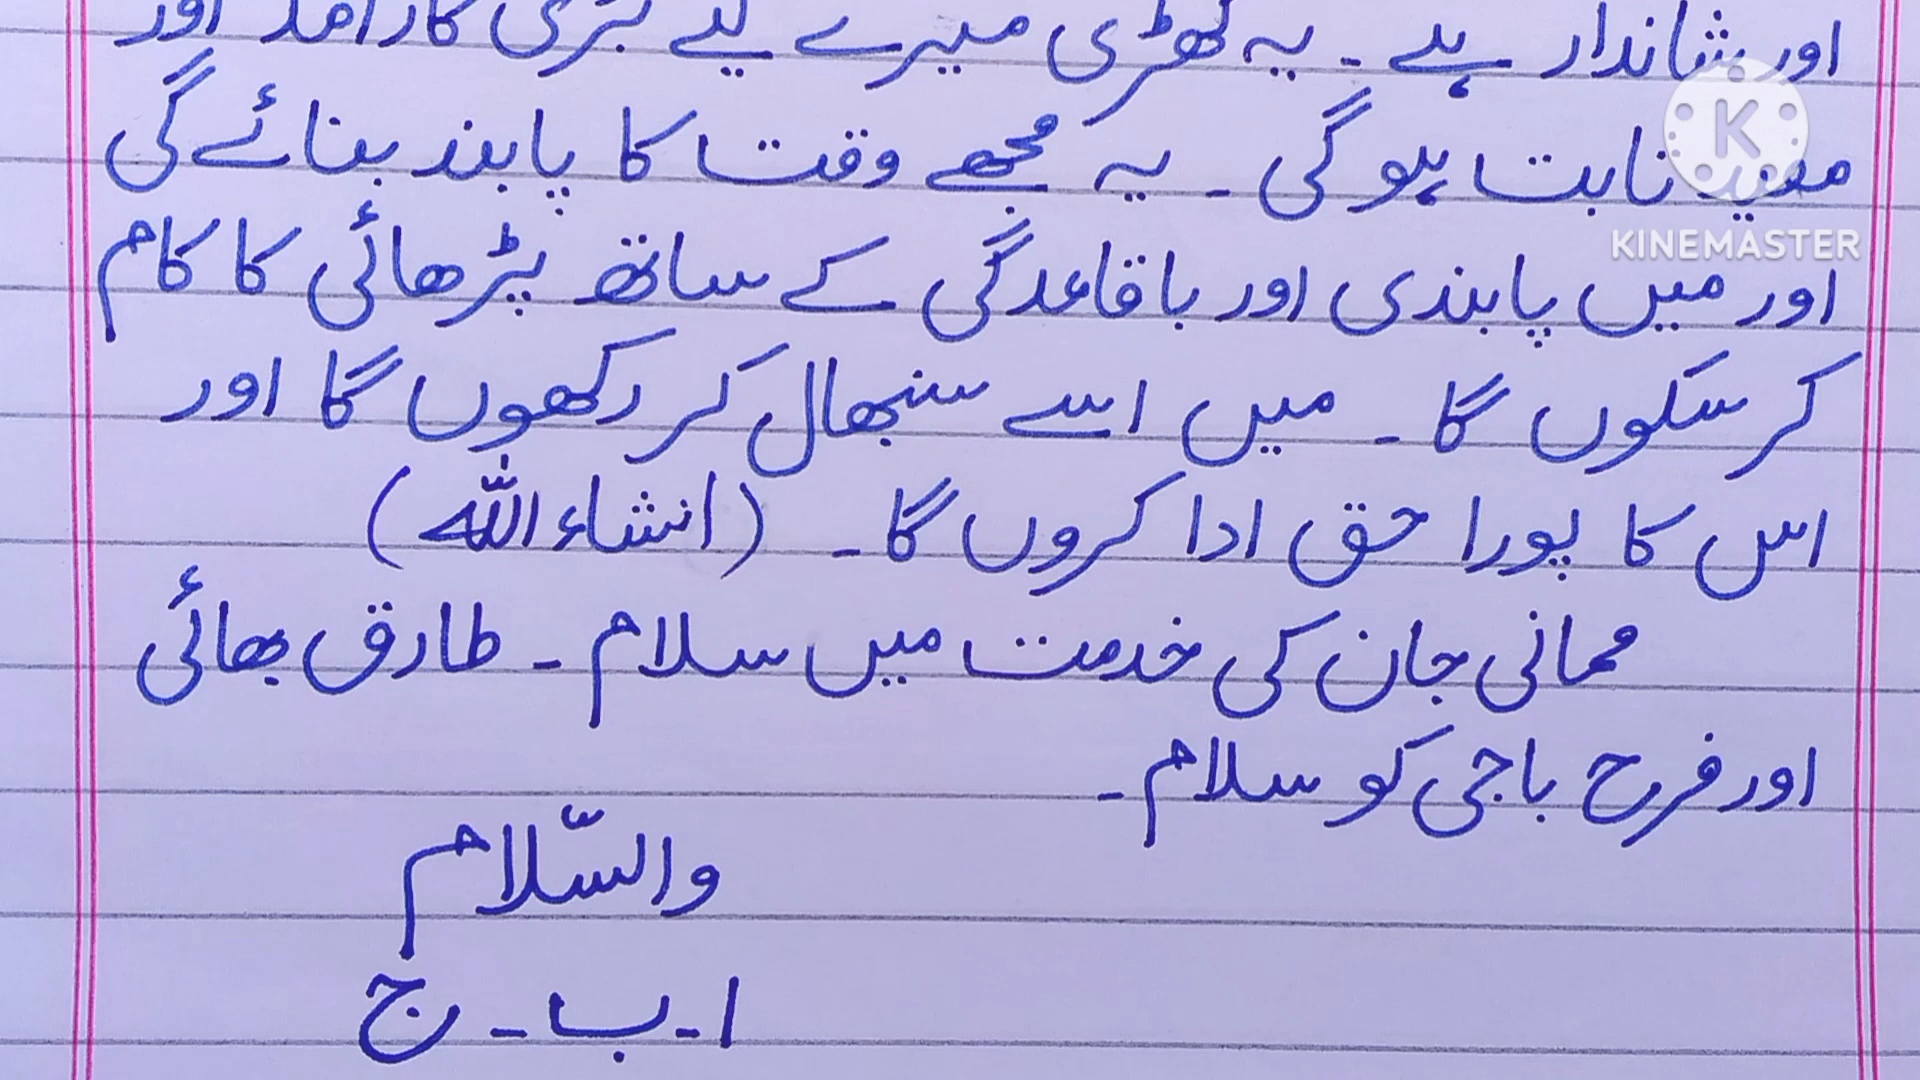 اور شاندار ہے ۔ یہ گھڑی میرے لیے بڑی کارآمد اور
مفید ثابت ہوگی ۔ یہ مجھے وقت کا پابند بنائے گی
اور میں پابندی اور باقاعدگی کے ساتھ پڑھائی کا کام
کر سکوں گا ۔ میں اسے سنبھال کر رکھوں گا اور
اس کا پورا حق ادا کروں گا ۔ (انشاء اللہ)
ممانی جان کی خدمت میں سلام ۔ طارق بھائی
اور فرح باجی کو سلام ۔
والسّلام
ا ۔ ب ۔ ج
K
KINEMASTER